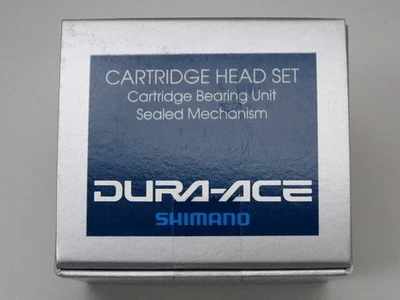 CARTRIDGE HEAD SET
Cartridge Bearing Unit
Sealed Mechanism
DURA-ACE
SHIMANO